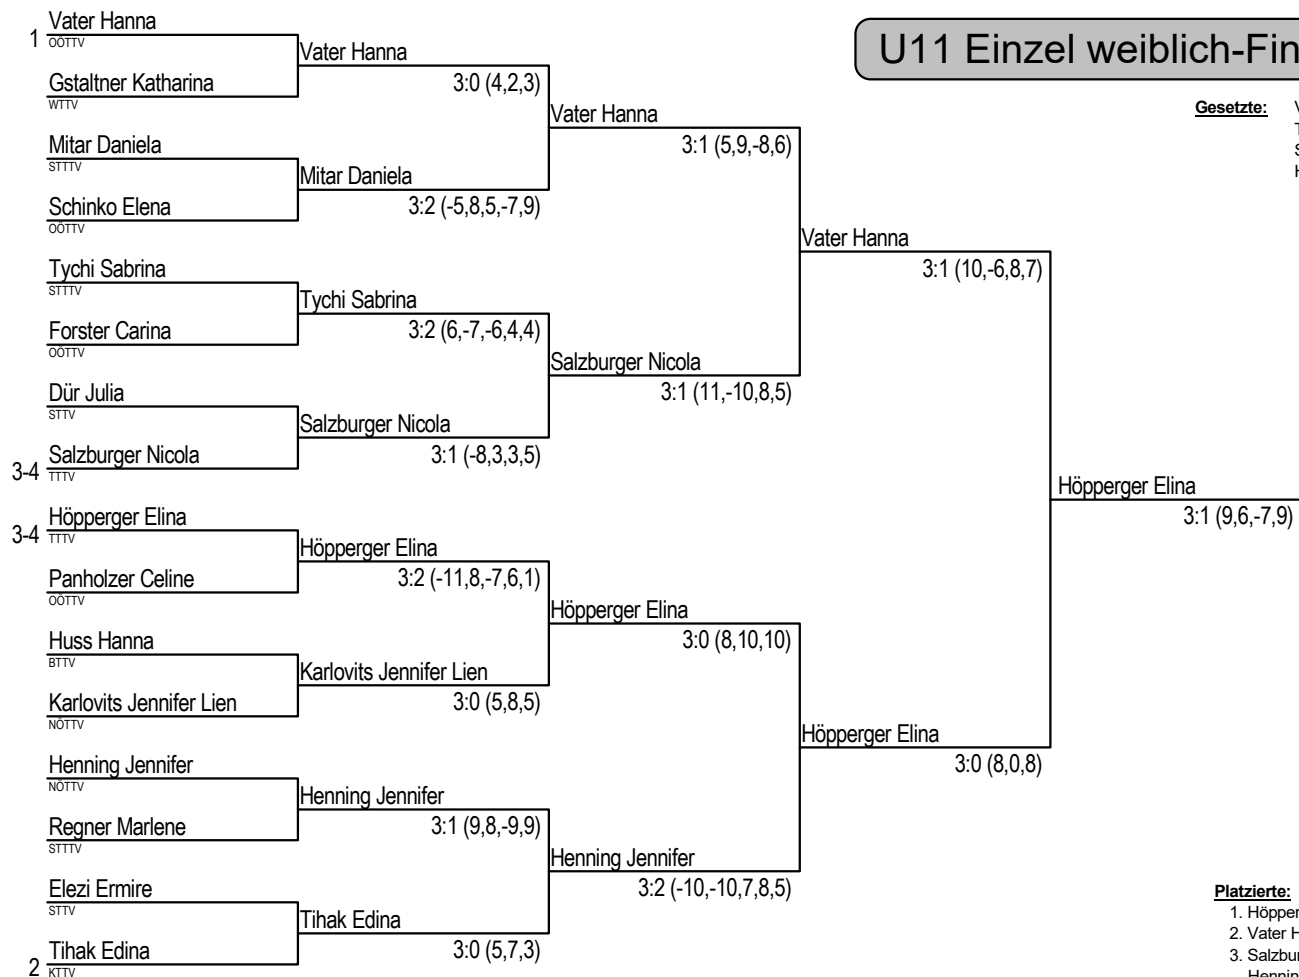 U11 Einzel weiblich-Fin
Gesetzte:
V
T
S
H
1
Vater Hanna
OÖTTV
Gstaltner Katharina
WTTV
Mitar Daniela
STTTV
Schinko Elena
OÖTTV
Tychi Sabrina
STTTV
Forster Carina
OÖTTV
Dür Julia
STTV
3-4
Salzburger Nicola
TTTV
3-4
Höpperger Elina
TTTV
Panholzer Celine
OÖTTV
Huss Hanna
BTTV
Karlovits Jennifer Lien
NÖTTV
Henning Jennifer
NÖTTV
Regner Marlene
STTTV
Elezi Ermire
STTV
2
Tihak Edina
KTTV
Vater Hanna
3:0 (4,2,3)
Mitar Daniela
3:2 (-5,8,5,-7,9)
Tychi Sabrina
3:2 (6,-7,-6,4,4)
Salzburger Nicola
3:1 (-8,3,3,5)
Höpperger Elina
3:2 (-11,8,-7,6,1)
Karlovits Jennifer Lien
3:0 (5,8,5)
Henning Jennifer
3:1 (9,8,-9,9)
Tihak Edina
3:0 (5,7,3)
Vater Hanna
3:1 (5,9,-8,6)
Salzburger Nicola
3:1 (11,-10,8,5)
Höpperger Elina
3:0 (8,10,10)
Henning Jennifer
3:2 (-10,-10,7,8,5)
Vater Hanna
3:1 (10,-6,8,7)
Höpperger Elina
3:0 (8,0,8)
Höpperger Elina
3:1 (9,6,-7,9)
Platzierte:
1. Höpper
2. Vater H
3. Salzbur
Henning